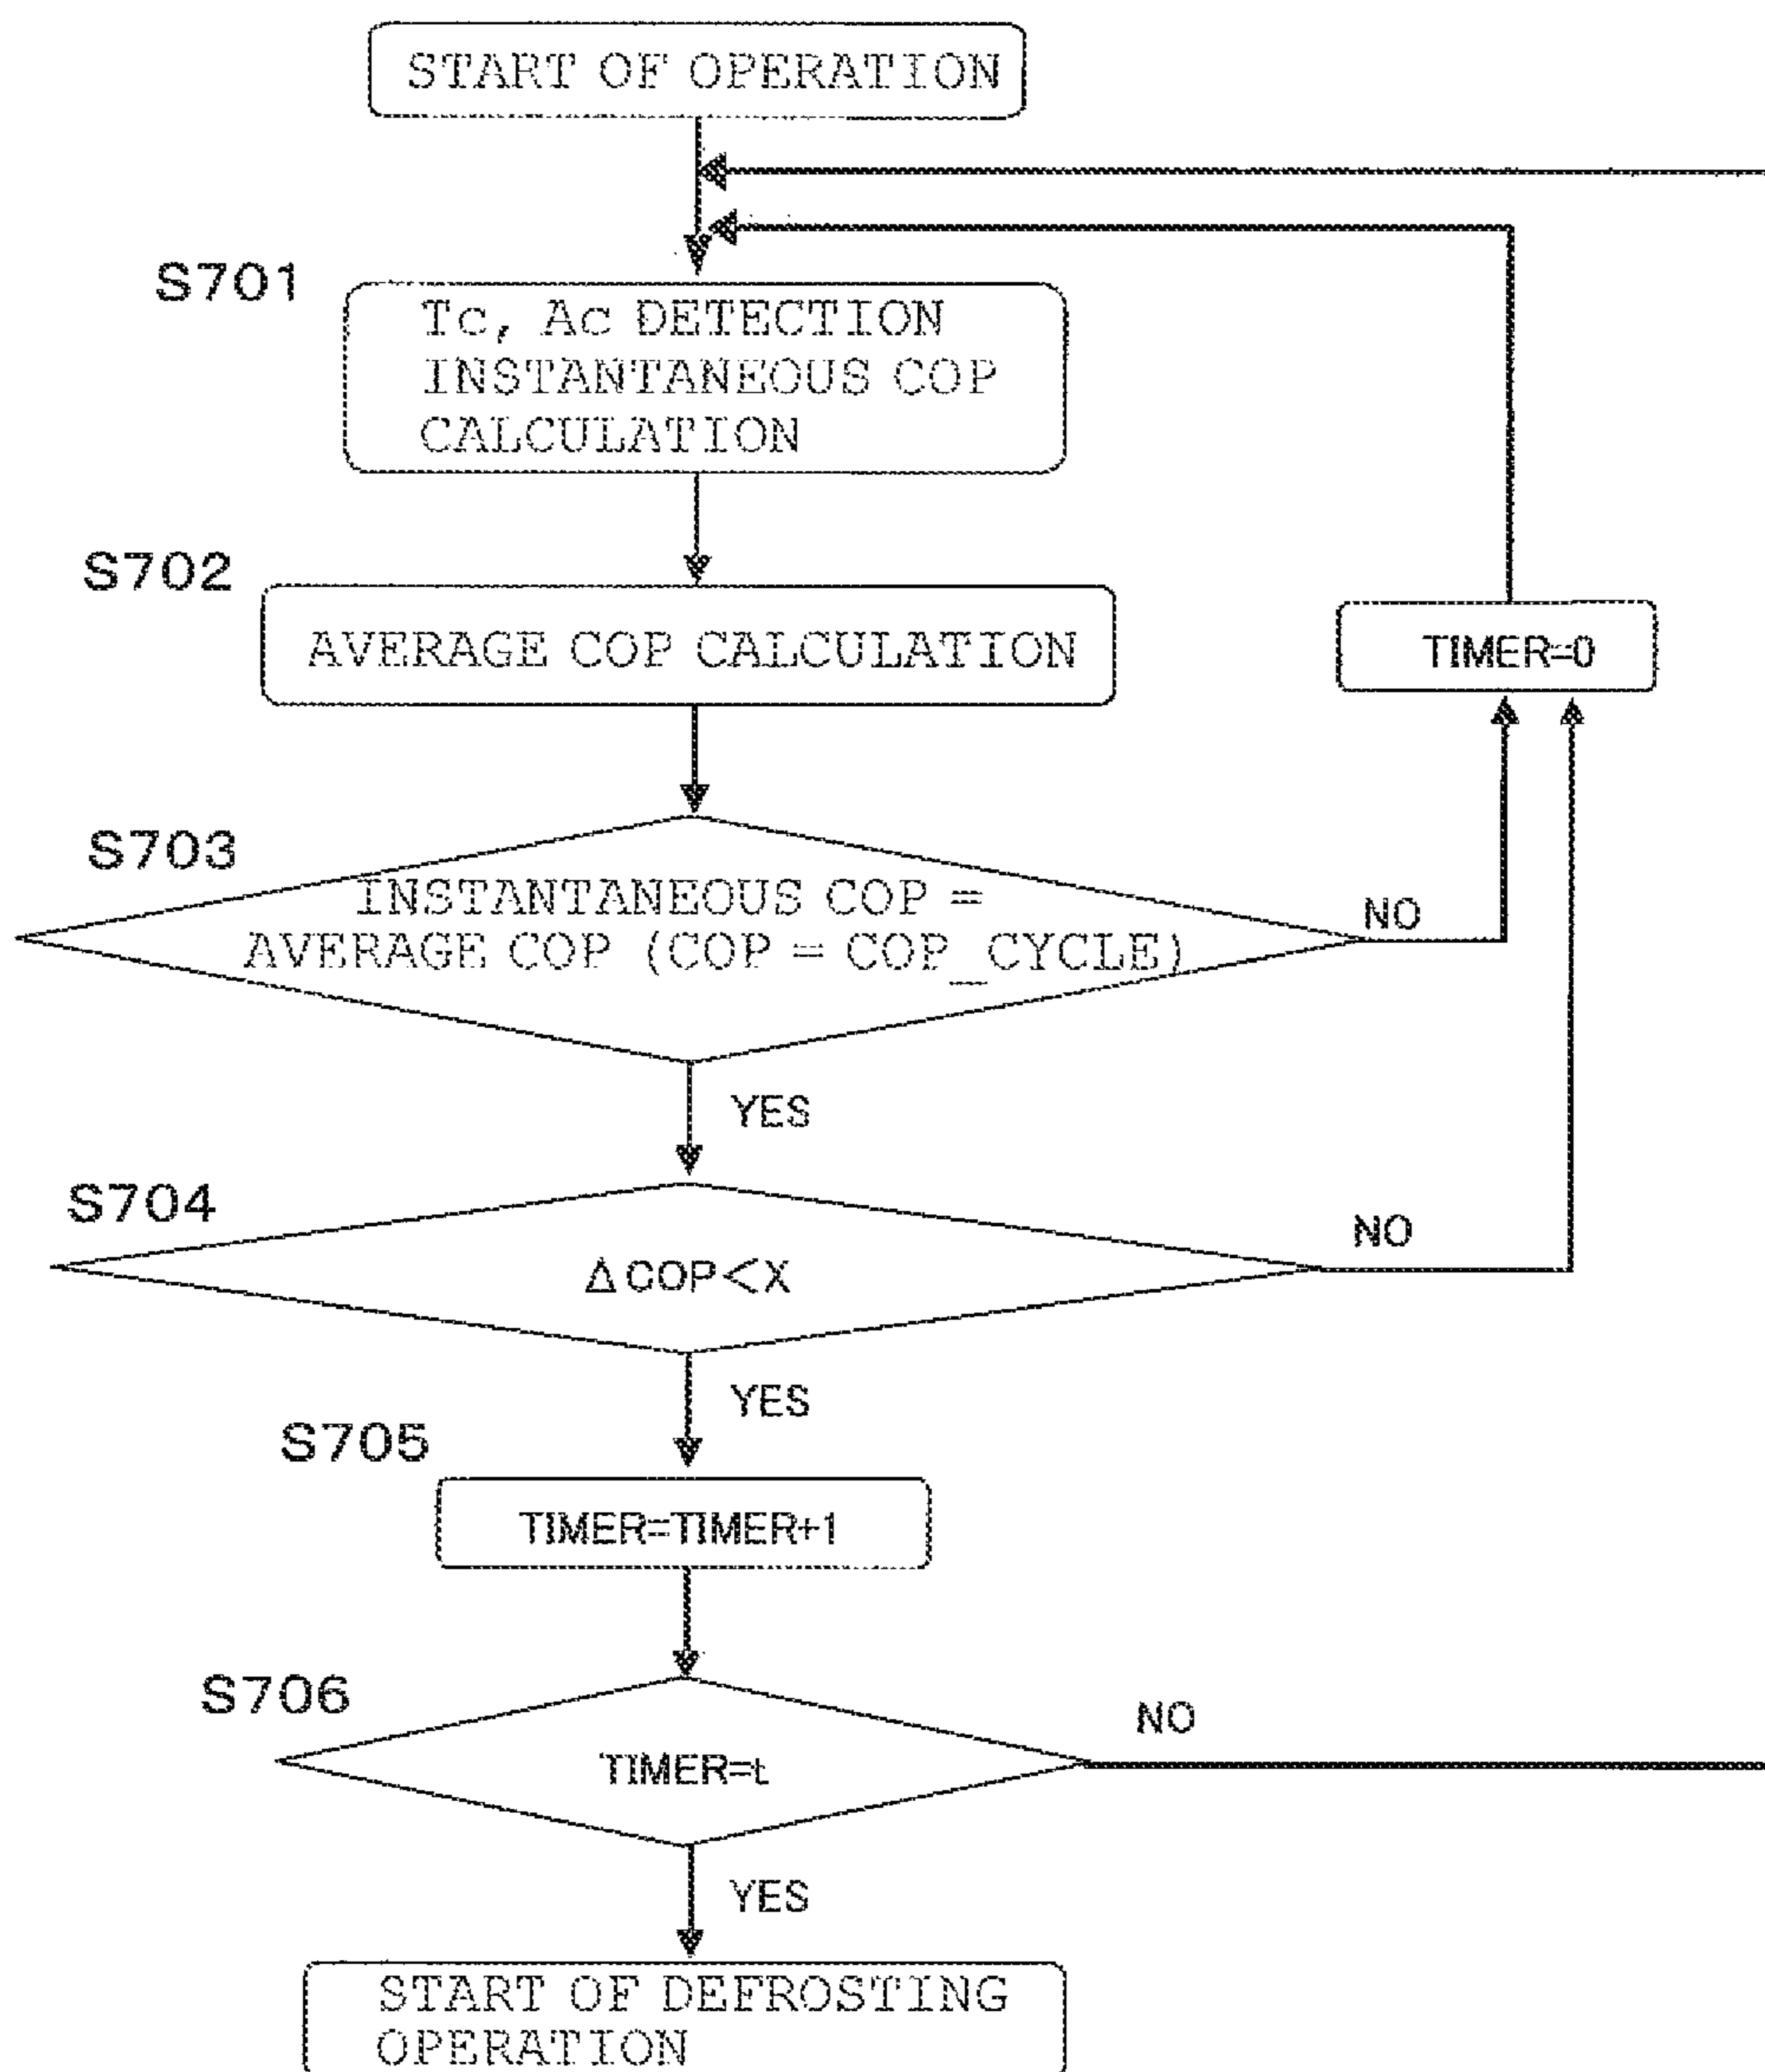 START OF OPERATION
S701
Tc, Ac DETECTION
INSTANTANEOUS COP
CALCULATION
S702
AVERAGE COP CALCULATION
TIMER=0
S703
INSTANTANEOUS COP =
AVERAGE COP (COP = COP_CYCLE)
NO
YES
S704
ΔCOP<X
NO
YES
S705
TIMER=TIMER+1
S706
TIMER=t
NO
YES
START OF DEFROSTING
OPERATION